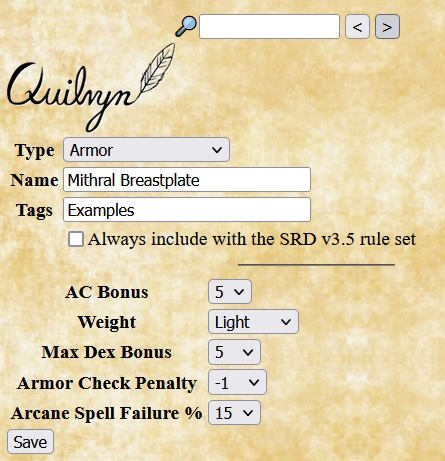 < >
Quilvyn
Type Armor
Name Mithral Breastplate
Tags Examples
Always include with the SRD v3.5 rule set
AC Bonus 5
Weight Light
Max Dex Bonus 5
Armor Check Penalty -1
Arcane Spell Failure % 15
Save